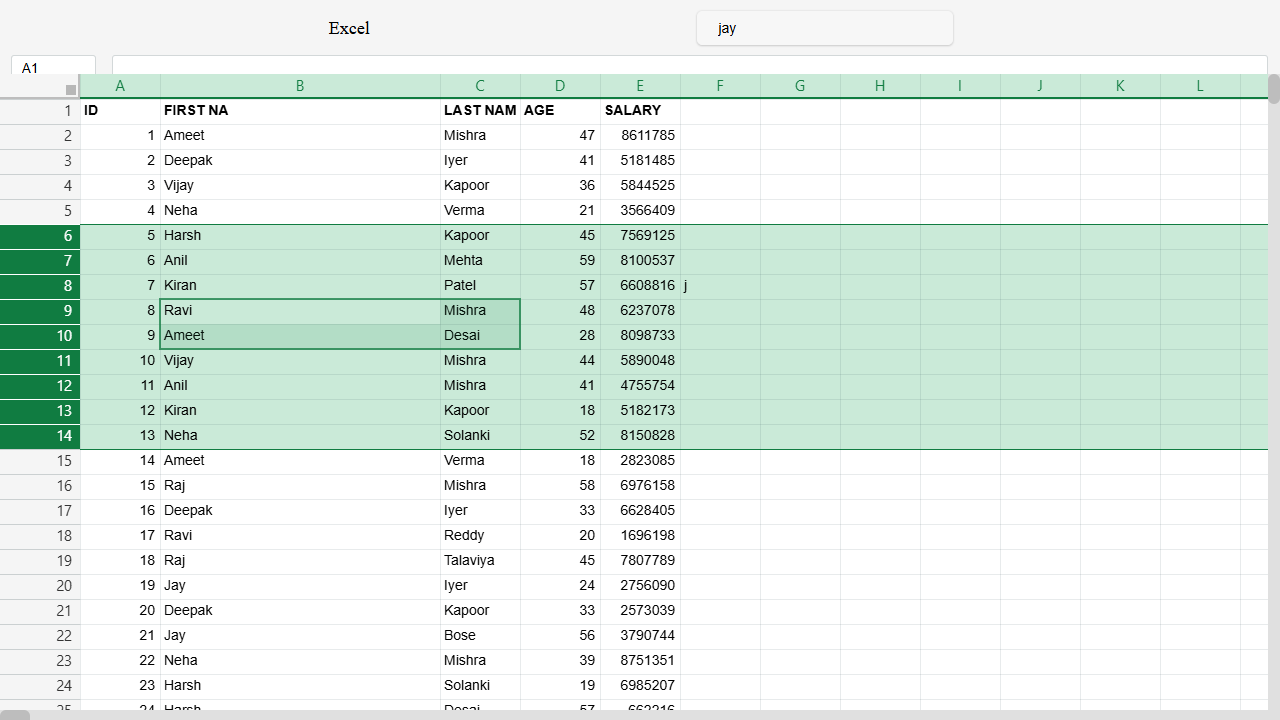 Excel jay
A1
A B C D E F G H I J K L
1 ID FIRST NA LAST NAM AGE SALARY
2 1 Ameet Mishra 47 8611785
3 2 Deepak Iyer 41 5181485
4 3 Vijay Kapoor 36 5844525
5 4 Neha Verma 21 3566409
6 5 Harsh Kapoor 45 7569125
7 6 Anil Mehta 59 8100537
8 7 Kiran Patel 57 6608816 j
9 8 Ravi Mishra 48 6237078
10 9 Ameet Desai 28 8098733
11 10 Vijay Mishra 44 5890048
12 11 Anil Mishra 41 4755754
13 12 Kiran Kapoor 18 5182173
14 13 Neha Solanki 52 8150828
15 14 Ameet Verma 18 2823085
16 15 Raj Mishra 58 6976158
17 16 Deepak Iyer 33 6628405
18 17 Ravi Reddy 20 1696198
19 18 Raj Talaviya 45 7807789
20 19 Jay Iyer 24 2756090
21 20 Deepak Kapoor 33 2573039
22 21 Jay Bose 56 3790744
23 22 Neha Mishra 39 8751351
24 23 Harsh Solanki 19 6985207
25 24 Harsh Desai 57